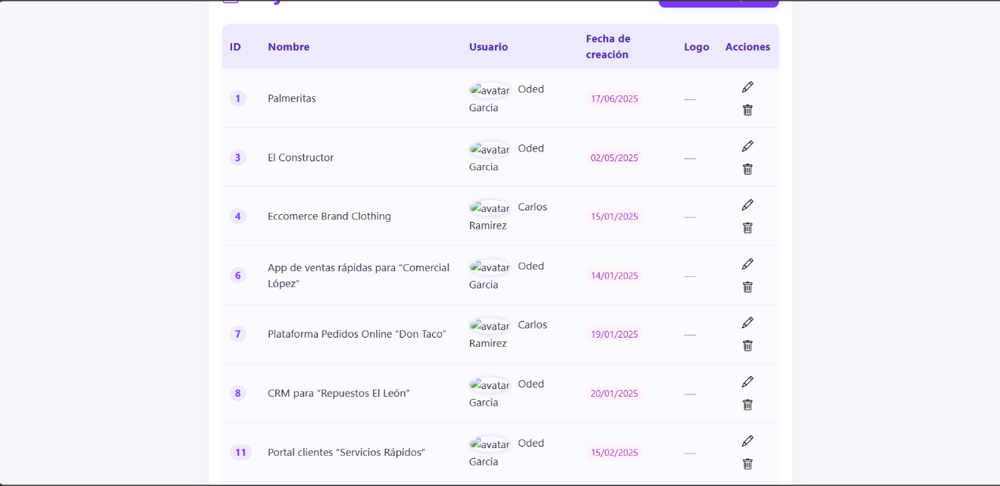 ID Nombre Usuario Fecha de creación Logo Acciones
1 Palmeritas avatar Oded Garcia 17/06/2025 —
3 El Constructor avatar Oded Garcia 02/05/2025 —
4 Eccomerce Brand Clothing avatar Carlos Ramirez 15/01/2025 —
6 App de ventas rápidas para “Comercial López” avatar Oded Garcia 14/01/2025 —
7 Plataforma Pedidos Online “Don Taco” avatar Carlos Ramirez 19/01/2025 —
8 CRM para “Repuestos El León” avatar Oded Garcia 20/01/2025 —
11 Portal clientes “Servicios Rápidos” avatar Oded Garcia 15/02/2025 —